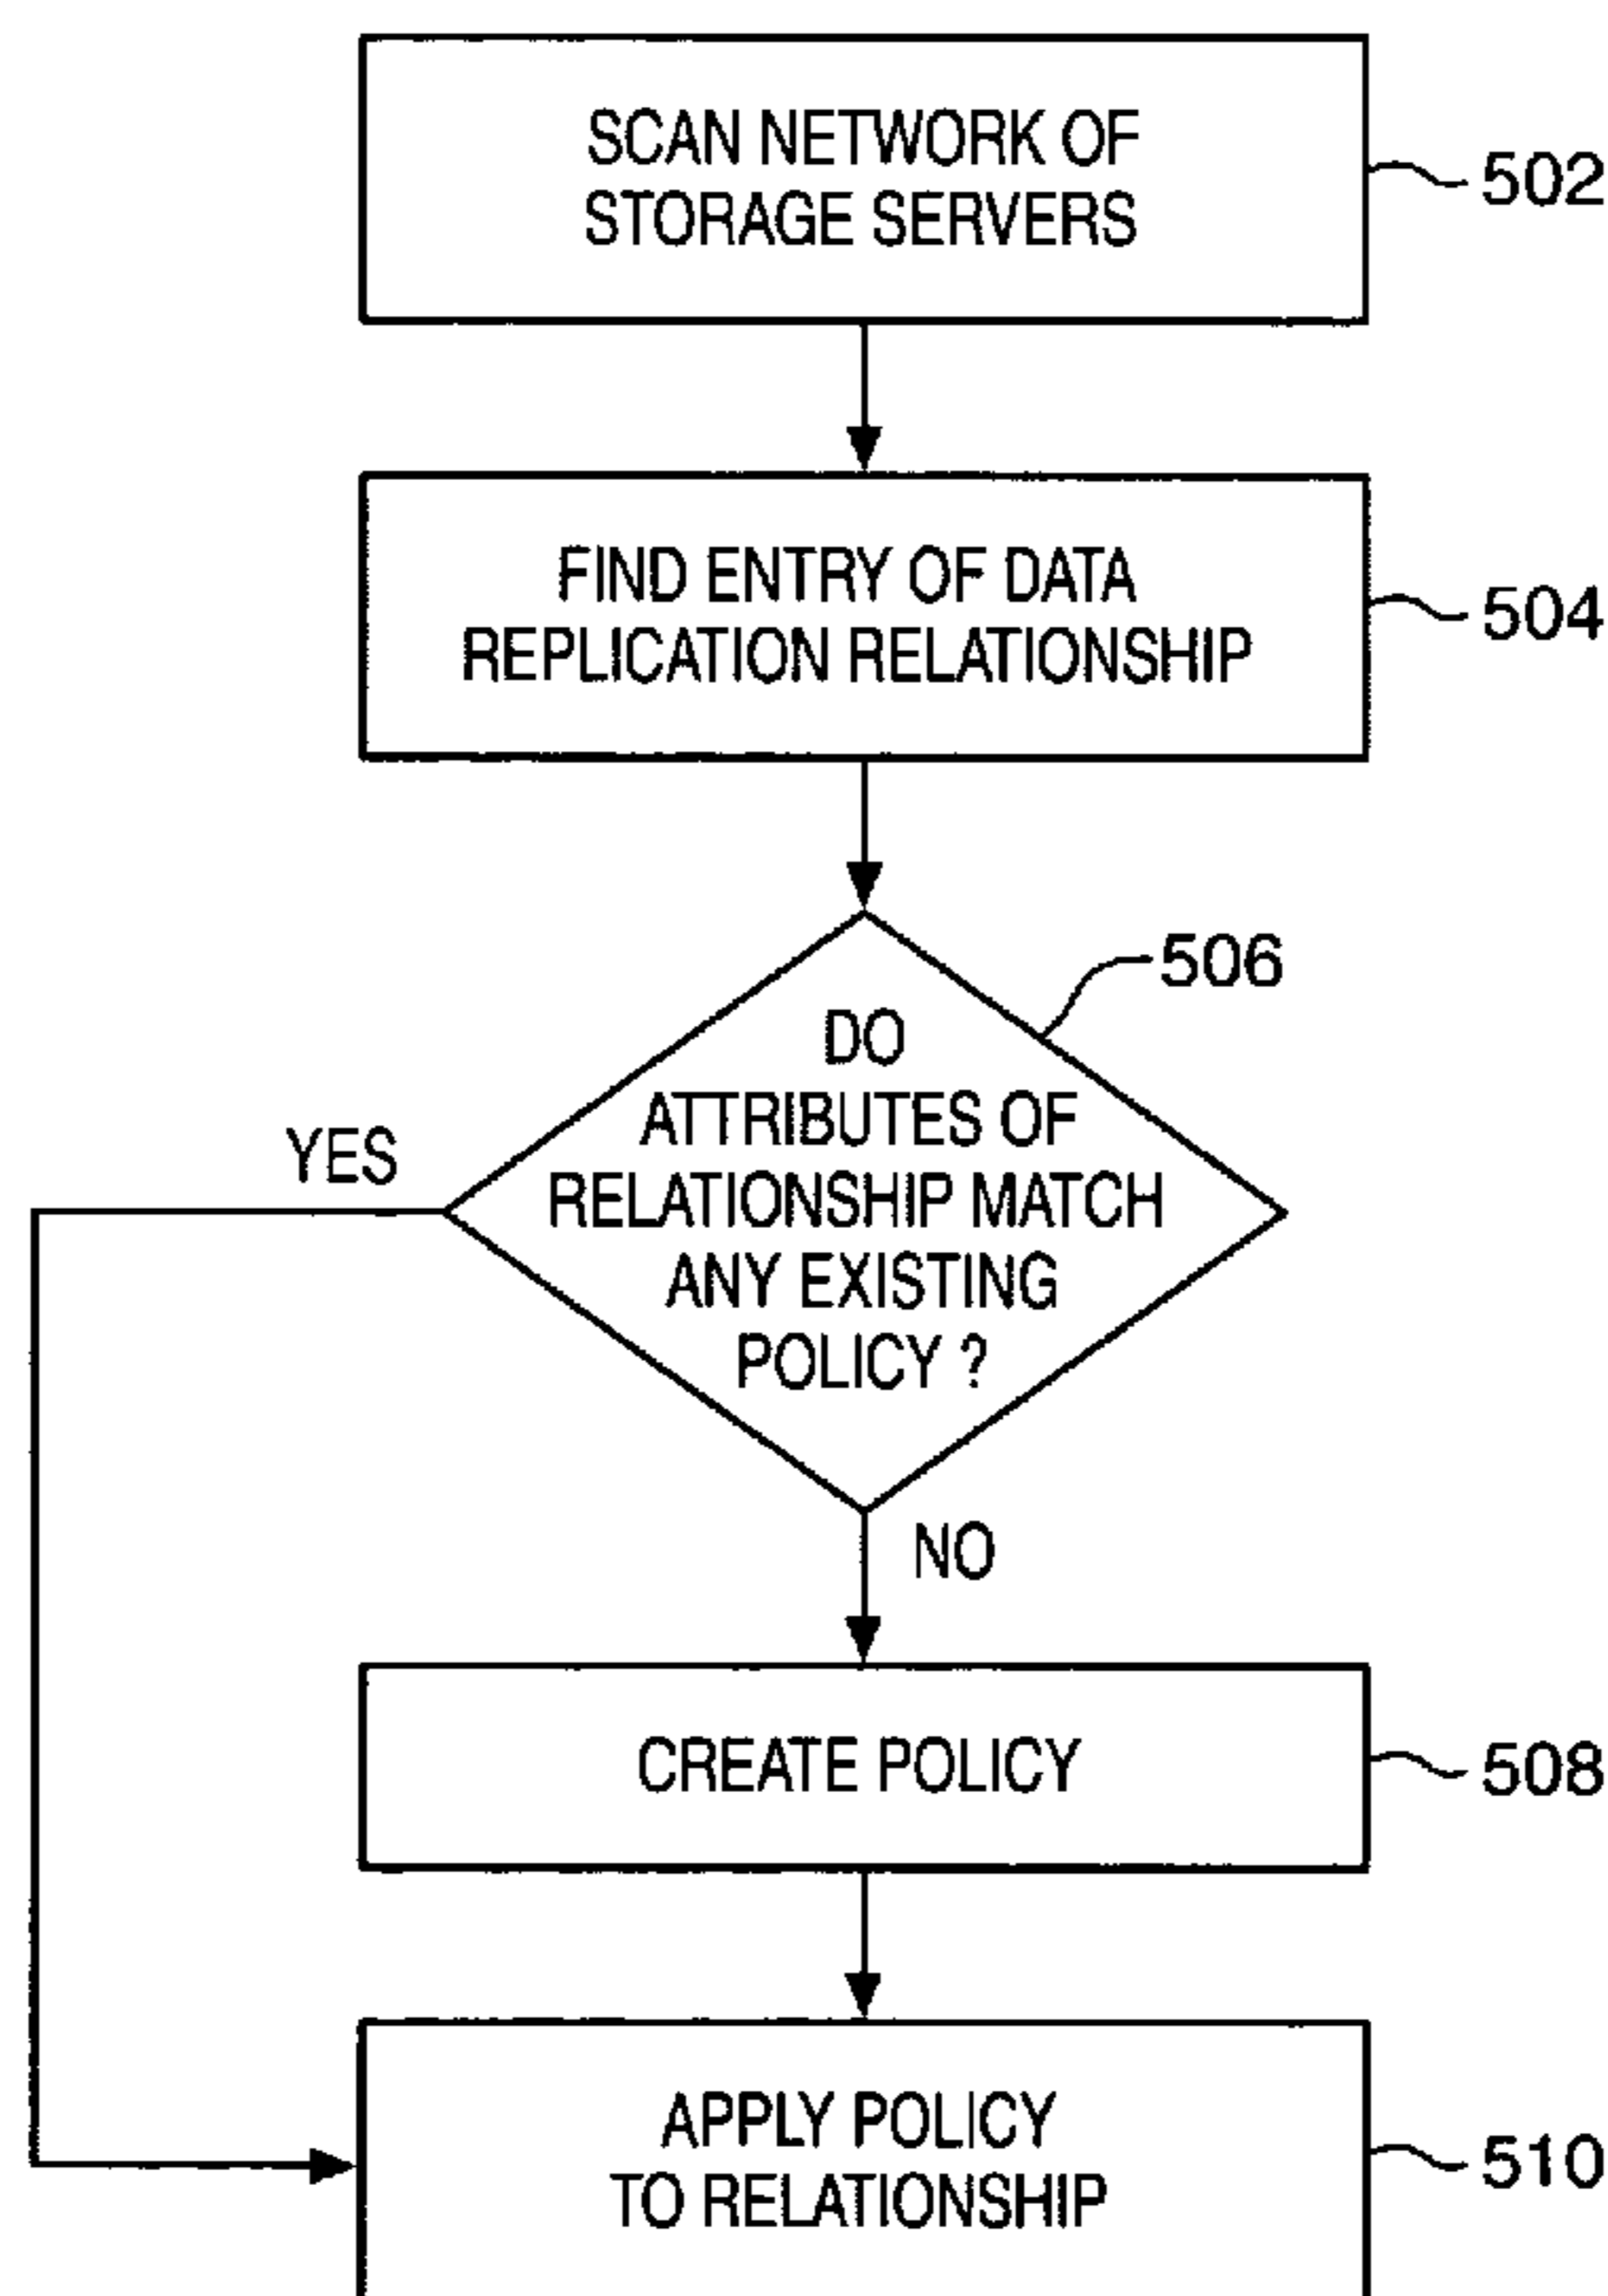 SCAN NETWORK OF
STORAGE SERVERS
502
FIND ENTRY OF DATA
REPLICATION RELATIONSHIP
504
506
DO
ATTRIBUTES OF
RELATIONSHIP MATCH
ANY EXISTING
POLICY ?
YES
NO
CREATE POLICY
508
APPLY POLICY
TO RELATIONSHIP
510